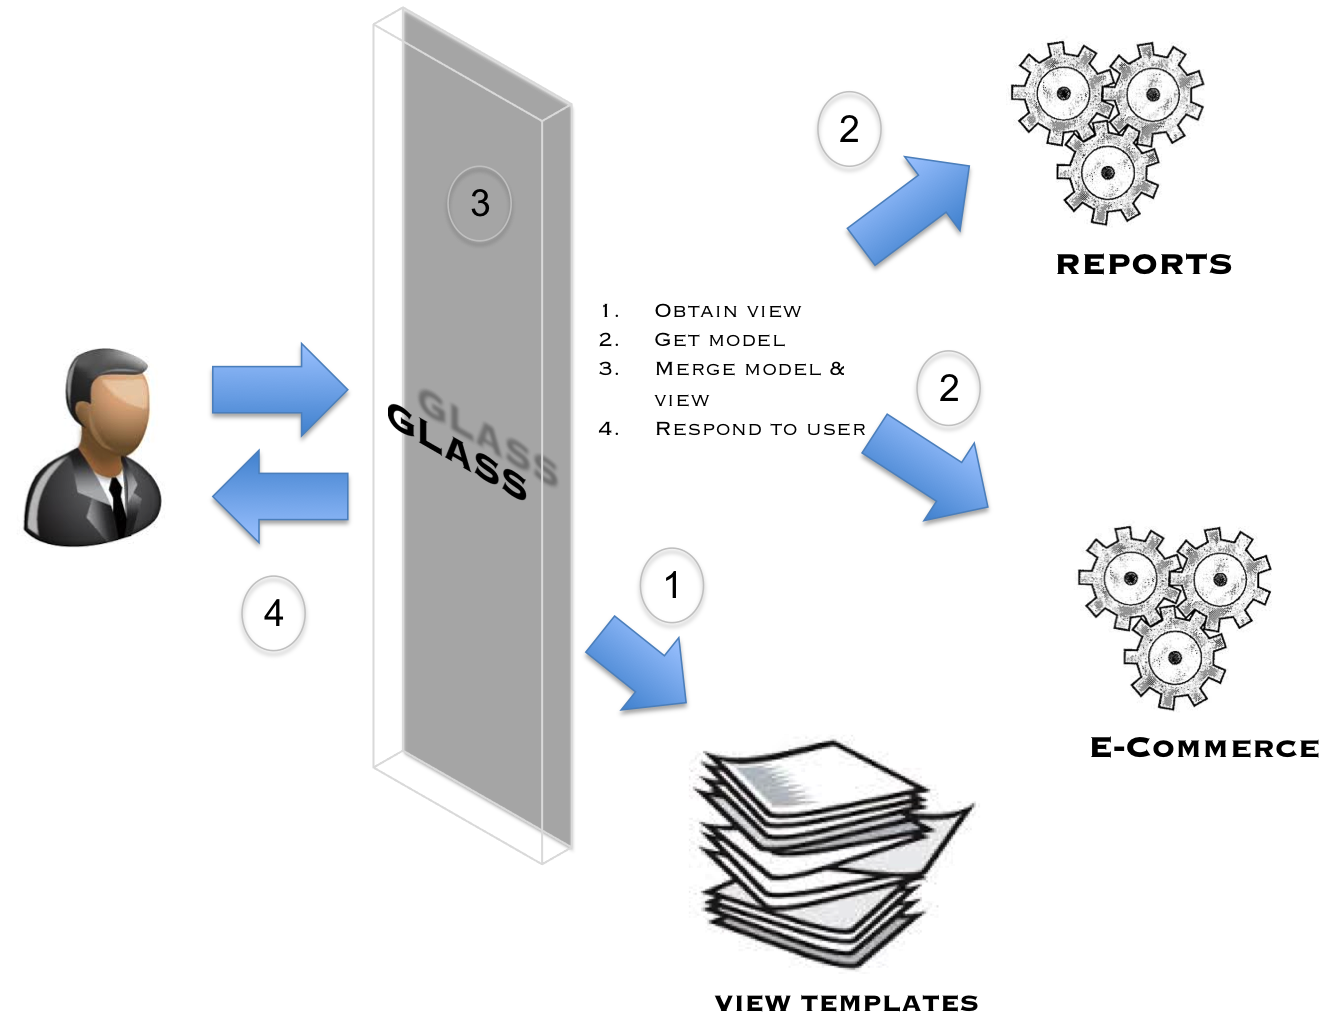 2
3
REPORTS
1. Obtain view
2. Get model
3. Merge model &
view
4. Respond to user
2
GLASS
GLASS
1
4
E-Commerce
VIEW TEMPLATES